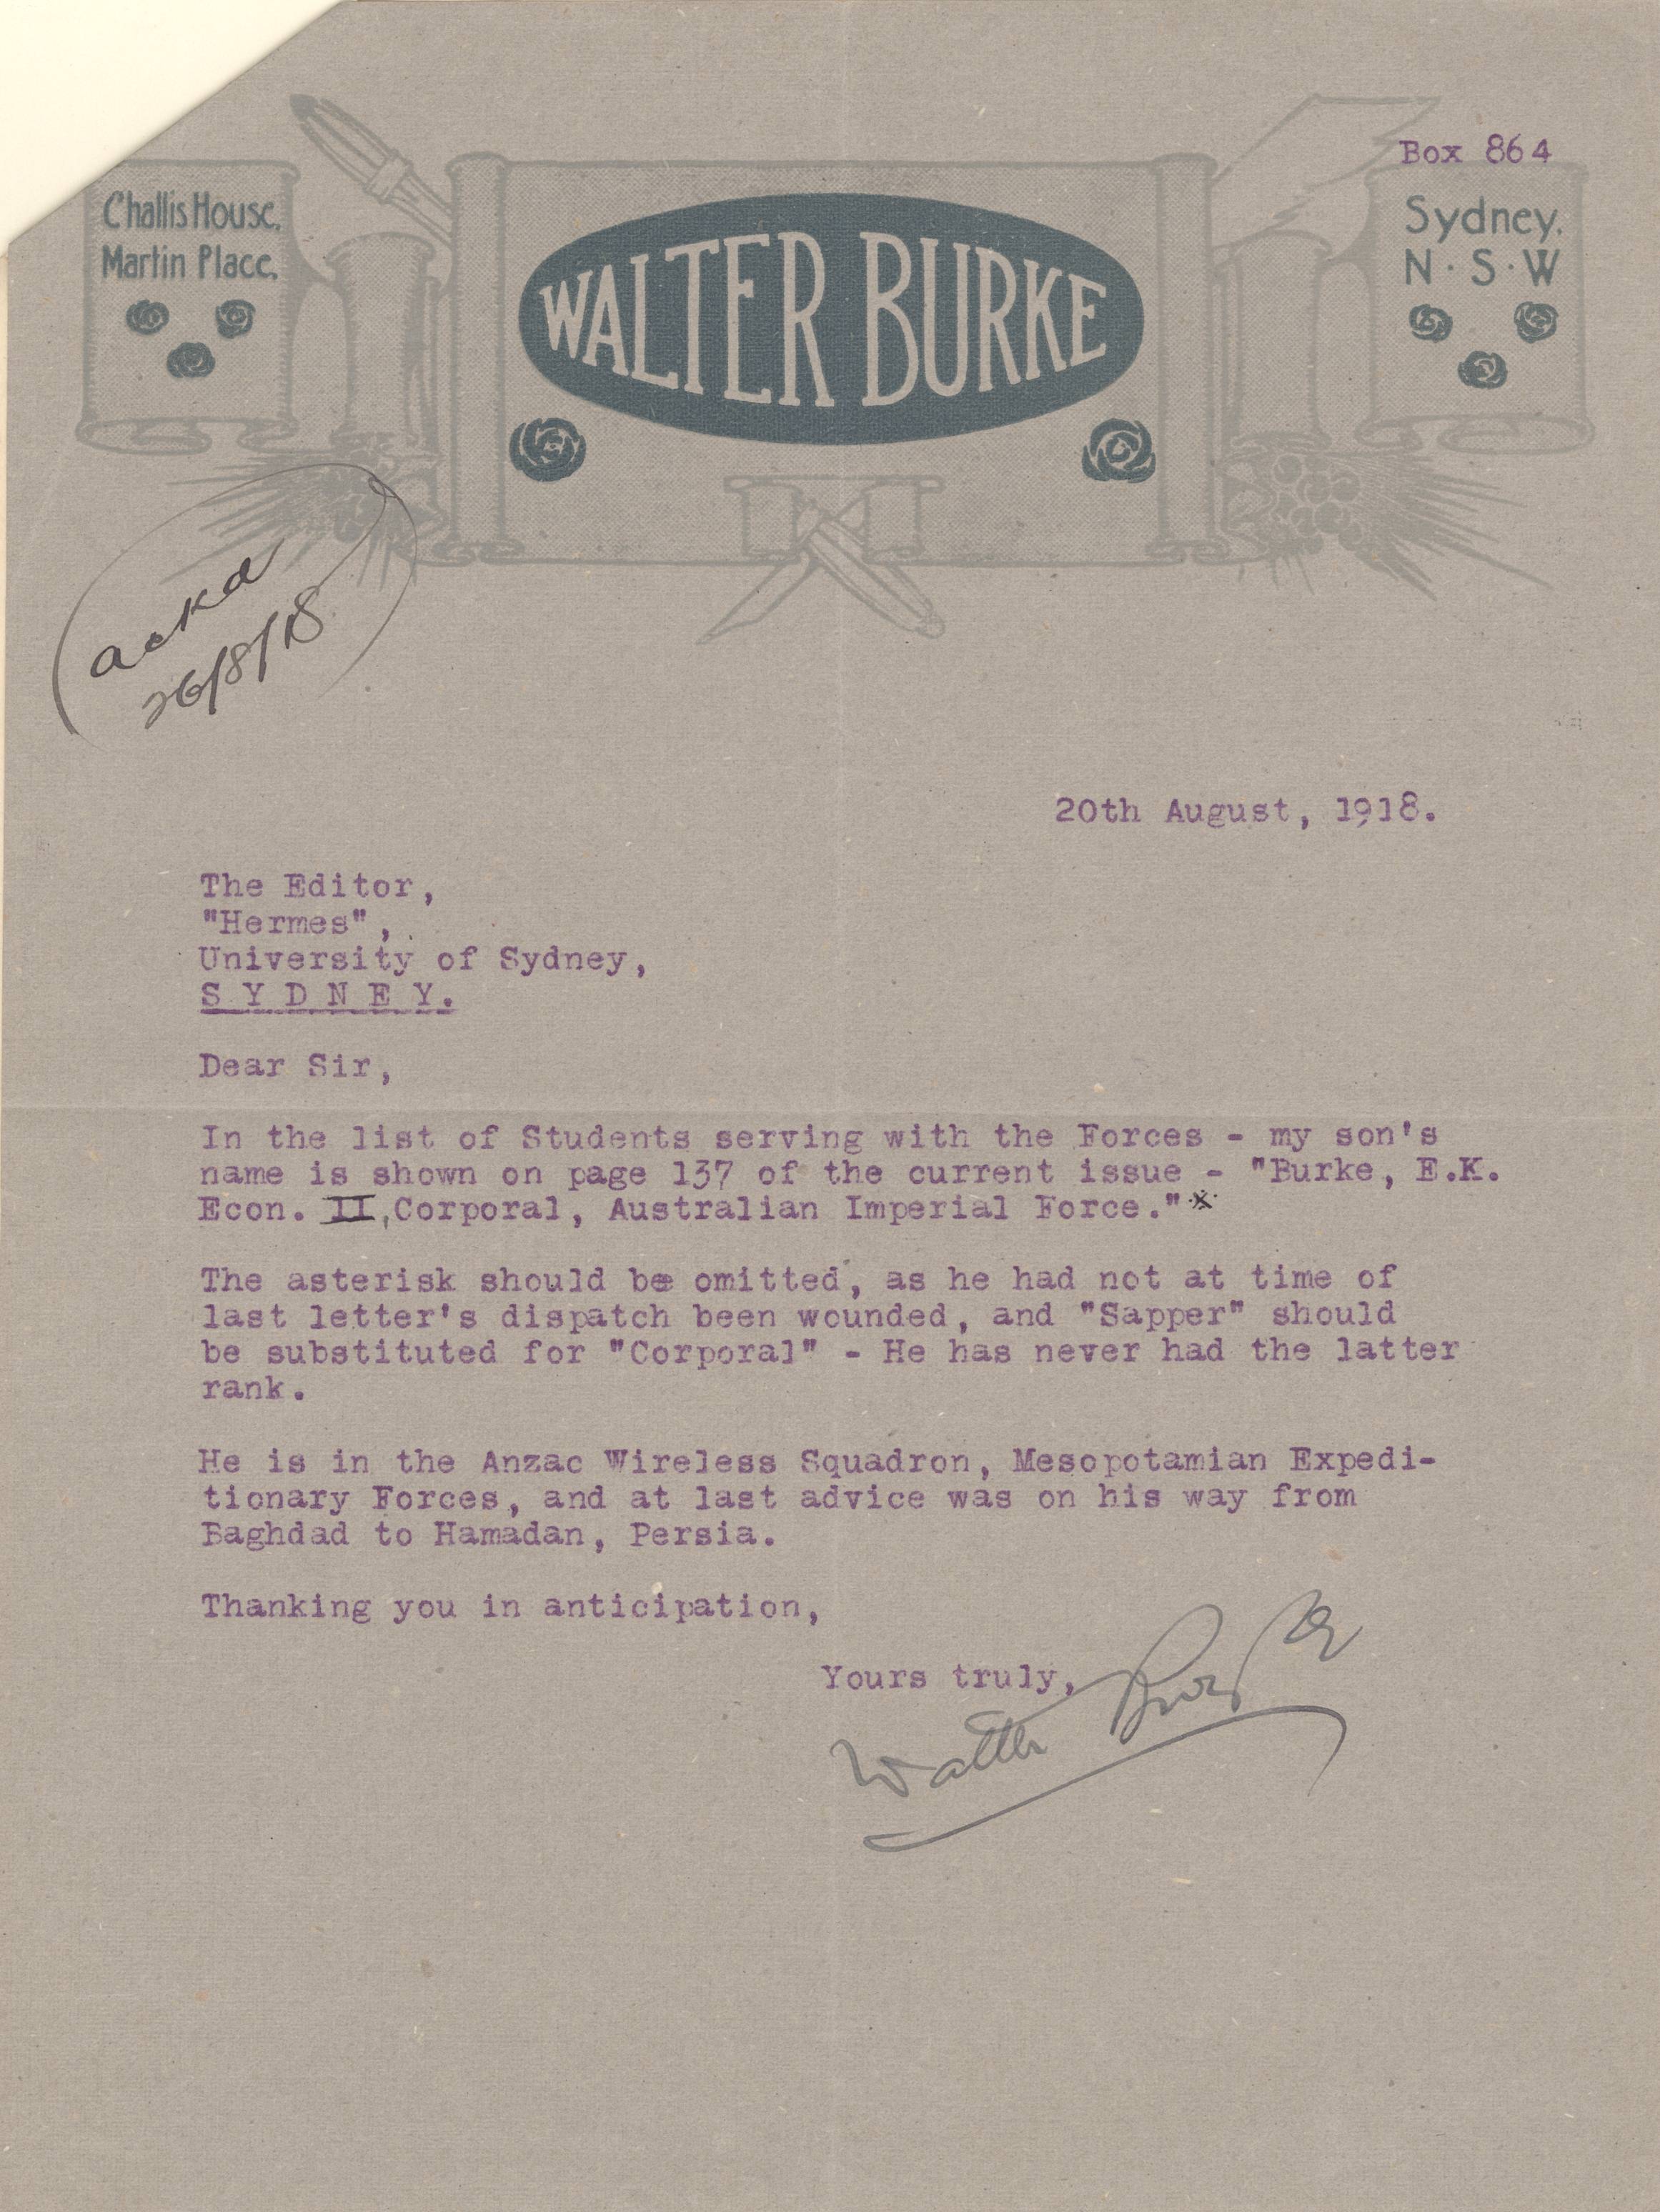 Box 864
Challis House,
Martin Place,
WALTER BURKE
Sydney.
N·S·W
ackd
26/8/18
20th August, 1918.
The Editor,
"Hermes",
University of Sydney,
S Y D N E Y.
Dear Sir,
In the list of Students serving with the Forces - my son's
name is shown on page 137 of the current issue - "Burke, E.K.
Econ. II, Corporal, Australian Imperial Force."*
The asterisk should be omitted, as he had not at time of
last letter's dispatch been wounded, and "Sapper" should
be substituted for "Corporal" - He has never had the latter
rank.
He is in the Anzac Wireless Squadron, Mesopotamian Expedi-
tionary Forces, and at last advice was on his way from
Baghdad to Hamadan, Persia.
Thanking you in anticipation,
Yours truly,
Walter Burke